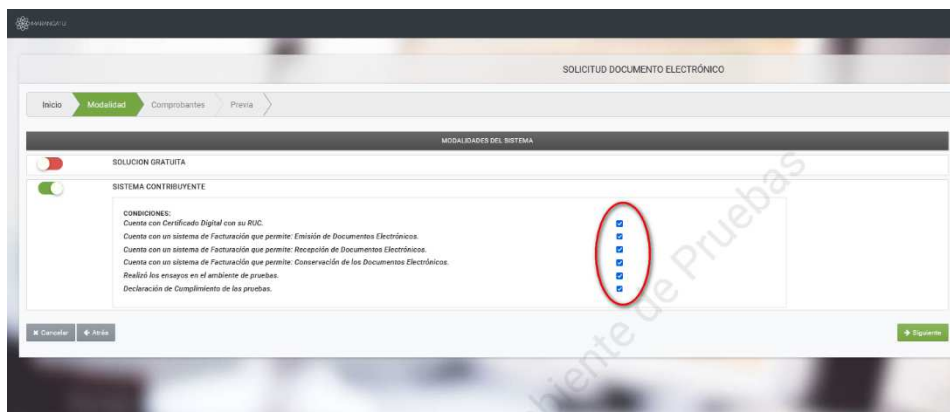 MARANGATU
SOLICITUD DOCUMENTO ELECTRÓNICO
Inicio
Modalidad
Comprobantes
Previa
MODALIDADES DEL SISTEMA
SOLUCION GRATUITA
SISTEMA CONTRIBUYENTE
CONDICIONES:
Cuenta con Certificado Digital con su RUC.
Cuenta con un sistema de Facturación que permite: Emisión de Documentos Electrónicos.
Cuenta con un sistema de Facturación que permite: Recepción de Documentos Electrónicos.
Cuenta con un sistema de Facturación que permite: Conservación de los Documentos Electrónicos.
Realizó los ensayos en el ambiente de pruebas.
Declaración de Cumplimiento de las pruebas.
Cancelar
Atrás
Siguiente
biente de Pruebas